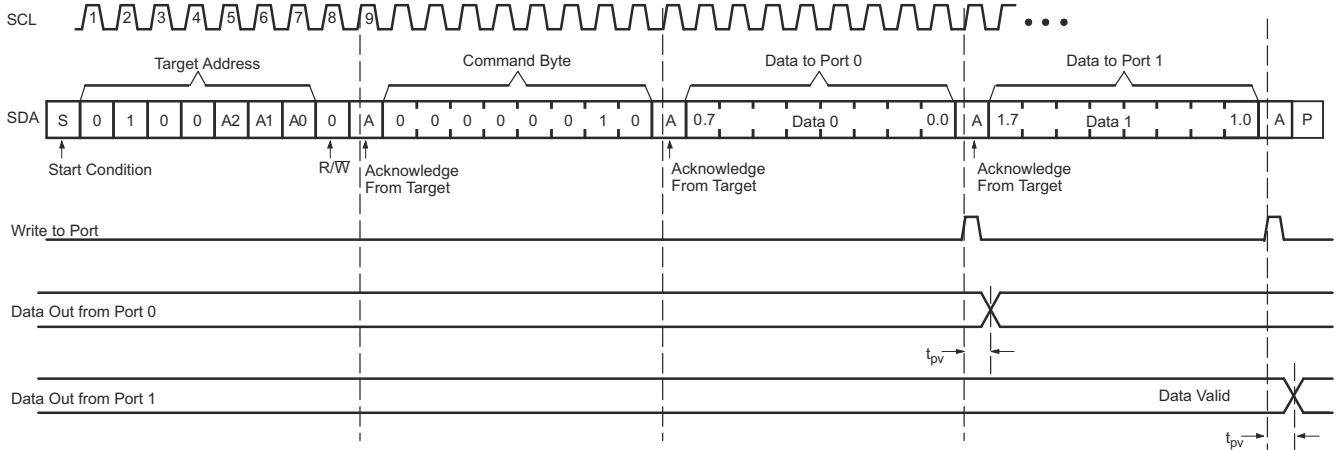 SCL 1 2 3 4 5 6 7 8 9
Target Address Command Byte Data to Port 0 Data to Port 1
SDA S 0 1 0 0 A2 A1 A0 0 A 0 0 0 0 0 0 1 0 A 0.7 Data 0 0.0 A 1.7 Data 1 1.0 A P
Start Condition R/W̅ Acknowledge From Target Acknowledge From Target Acknowledge From Target
Write to Port
Data Out from Port 0
tpv
Data Out from Port 1 Data Valid
tpv